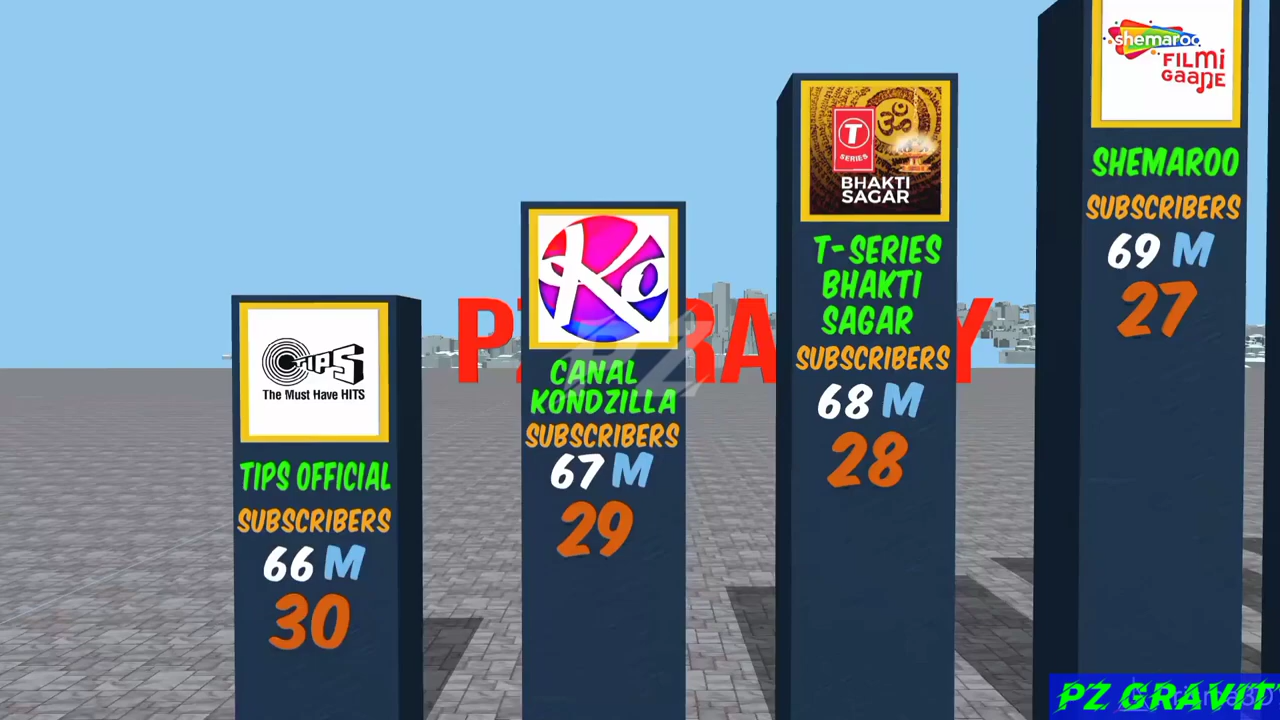 TIPS
The Must Have HITS
TIPS OFFICIAL
SUBSCRIBERS
66 M
30
Ko
CANAL
KONDZILLA
SUBSCRIBERS
67 M
29
T
SERIES
ॐ
BHAKTI
SAGAR
T-SERIES
BHAKTI
SAGAR
SUBSCRIBERS
68 M
28
shemaroo
FILMI
GAANE
SHEMAROO
SUBSCRIBERS
69 M
27
PZ
PZ GRAVIT